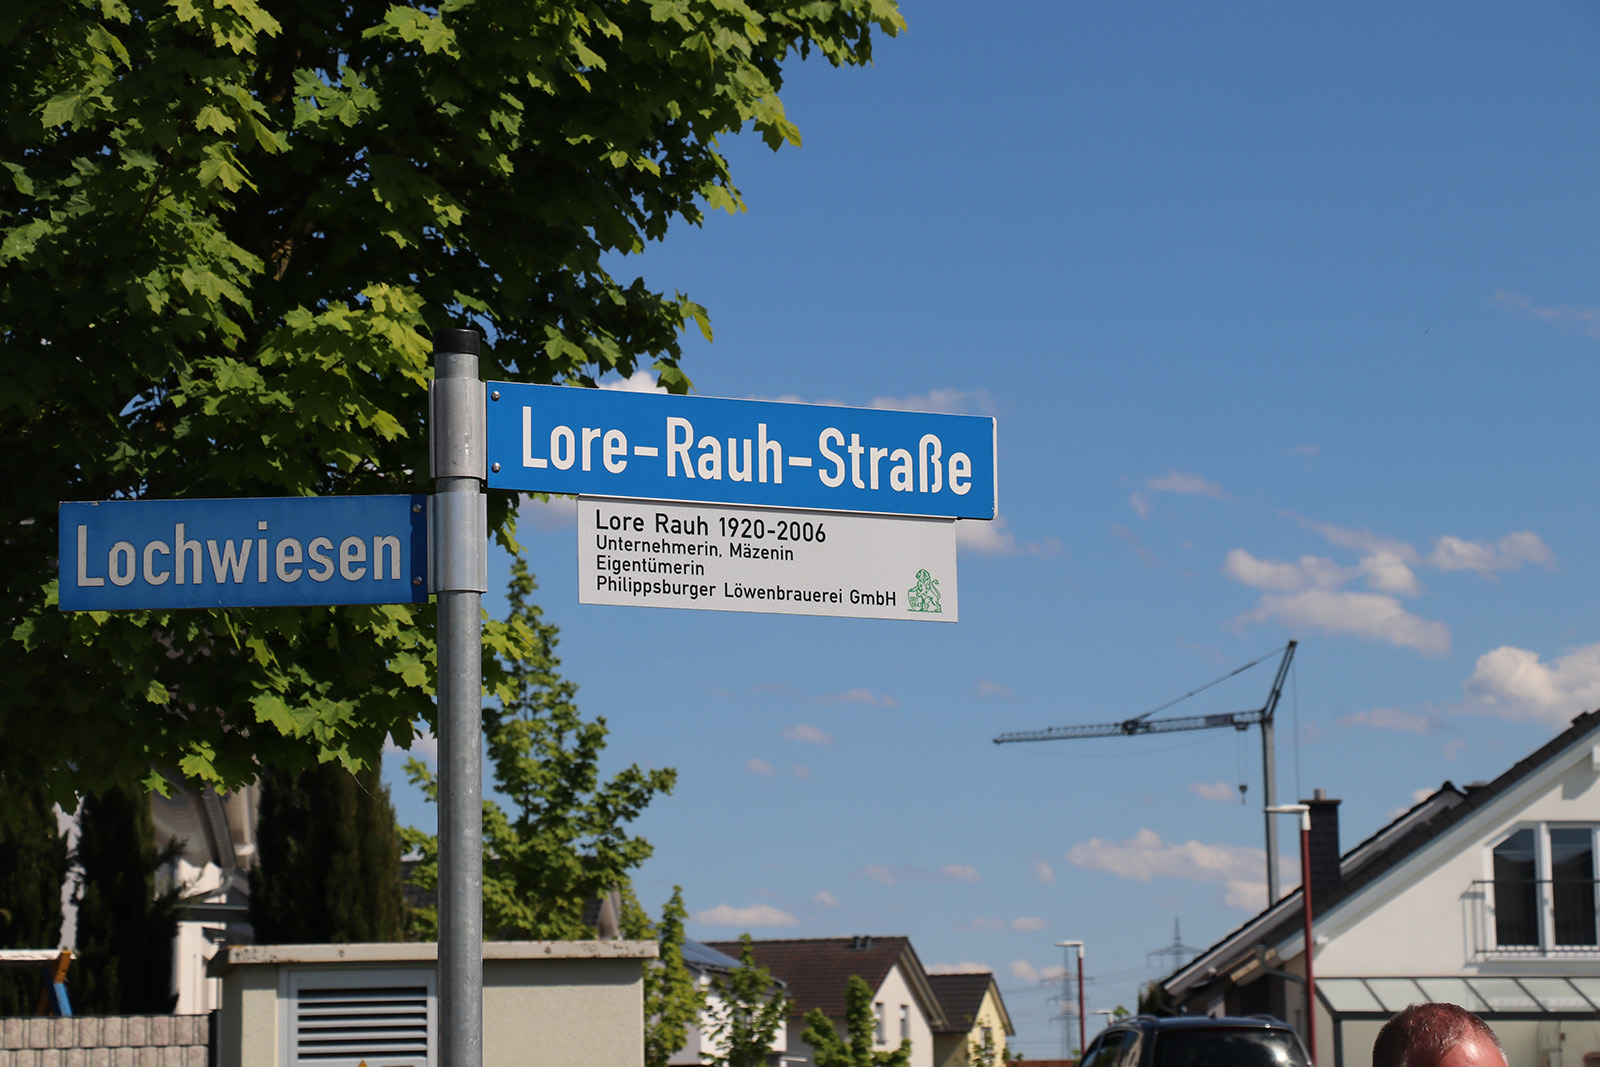 Lore-Rauh-Straße
Lochwiesen
Lore Rauh 1920-2006
Unternehmerin, Mäzenin
Eigentümerin
Philippsburger Löwenbrauerei GmbH